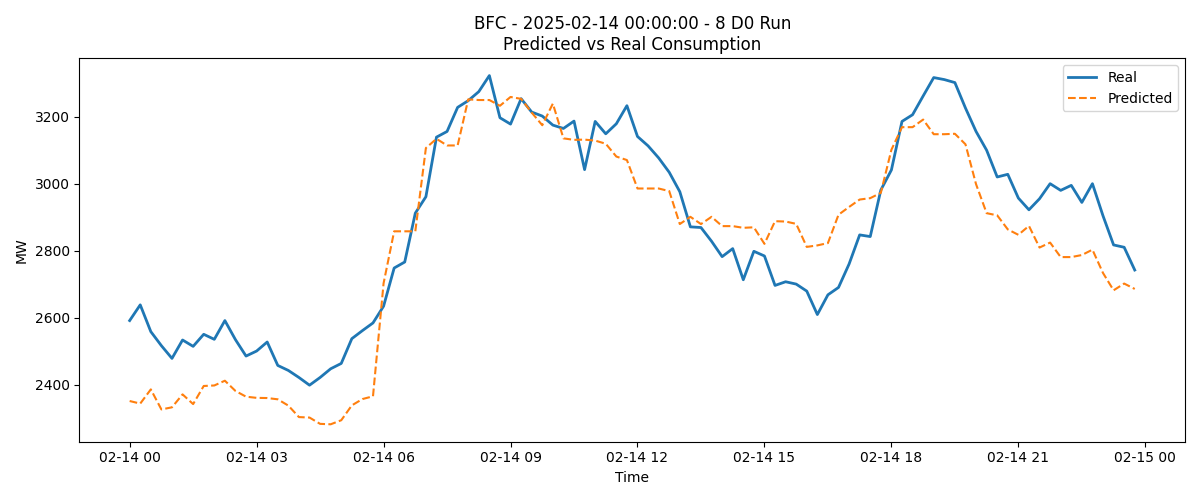 BFC - 2025-02-14 00:00:00 - 8 D0 Run
Predicted vs Real Consumption
Real
Predicted
MW
3200
3000
2800
2600
2400
02-14 00
02-14 03
02-14 06
02-14 09
02-14 12
02-14 15
02-14 18
02-14 21
02-15 00
Time